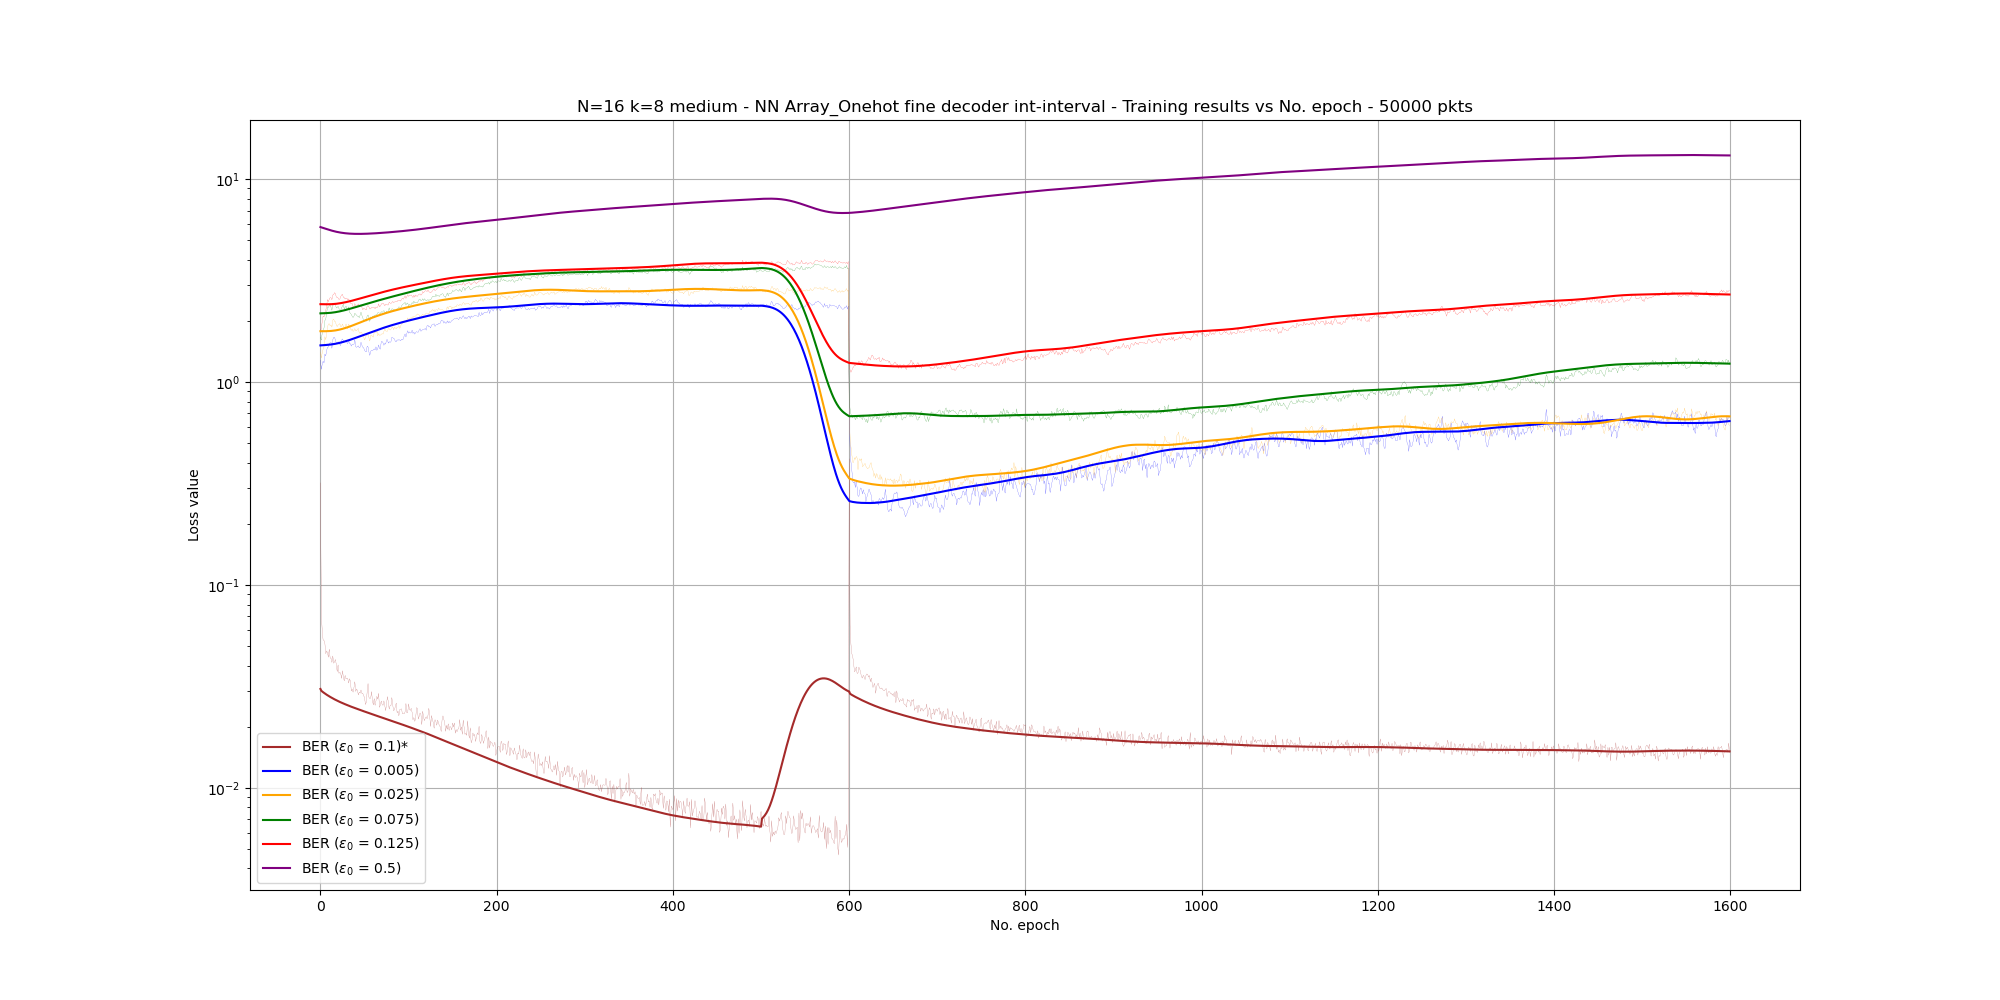 N=16 k=8 medium - NN Array_Onehot fine decoder int-interval - Training results vs No. epoch - 50000 pkts
Loss value
10¹
10⁰
10⁻¹
10⁻²
BER (ε₀ = 0.1)*
BER (ε₀ = 0.005)
BER (ε₀ = 0.025)
BER (ε₀ = 0.075)
BER (ε₀ = 0.125)
BER (ε₀ = 0.5)
0 200 400 600 800 1000 1200 1400 1600
No. epoch